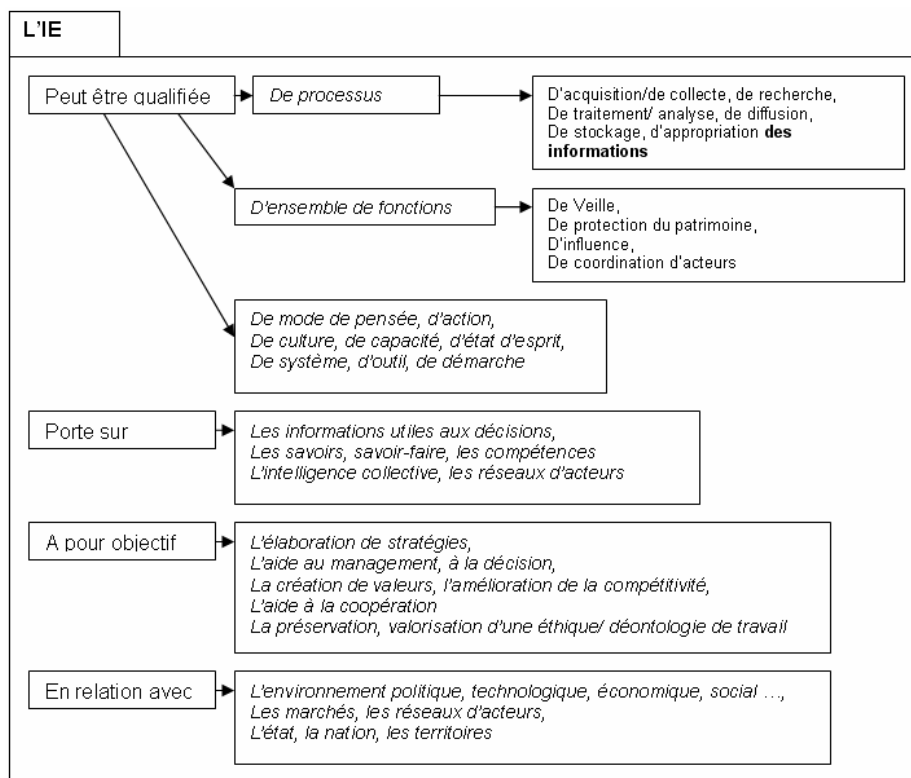 L'IE
Peut être qualifiée
De processus
D'acquisition/de collecte, de recherche,
De traitement/ analyse, de diffusion,
De stockage, d'appropriation des
informations
D'ensemble de fonctions
De Veille,
De protection du patrimoine,
D'influence,
De coordination d'acteurs
De mode de pensée, d'action,
De culture, de capacité, d'état d'esprit,
De système, d'outil, de démarche
Porte sur
Les informations utiles aux décisions,
Les savoirs, savoir-faire, les compétences
L'intelligence collective, les réseaux d'acteurs
A pour objectif
L'élaboration de stratégies,
L'aide au management, à la décision,
La création de valeurs, l'amélioration de la compétitivité,
L'aide à la coopération
La préservation, valorisation d'une éthique/ déontologie de travail
En relation avec
L'environnement politique, technologique, économique, social ...,
Les marchés, les réseaux d'acteurs,
L'état, la nation, les territoires